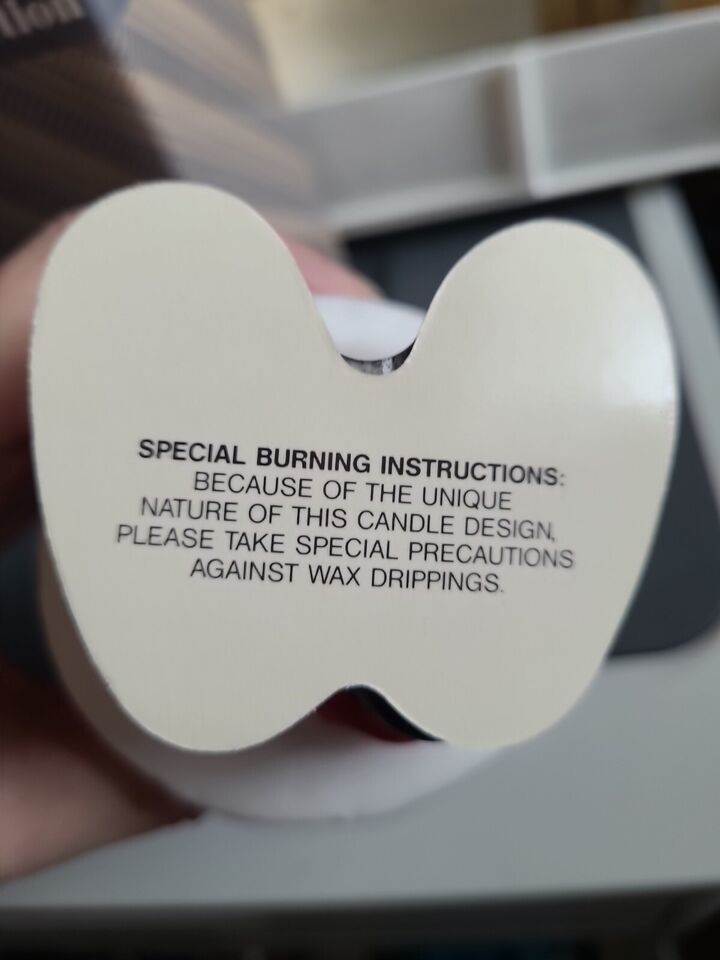 tion
SPECIAL BURNING INSTRUCTIONS:
BECAUSE OF THE UNIQUE
NATURE OF THIS CANDLE DESIGN,
PLEASE TAKE SPECIAL PRECAUTIONS
AGAINST WAX DRIPPINGS.